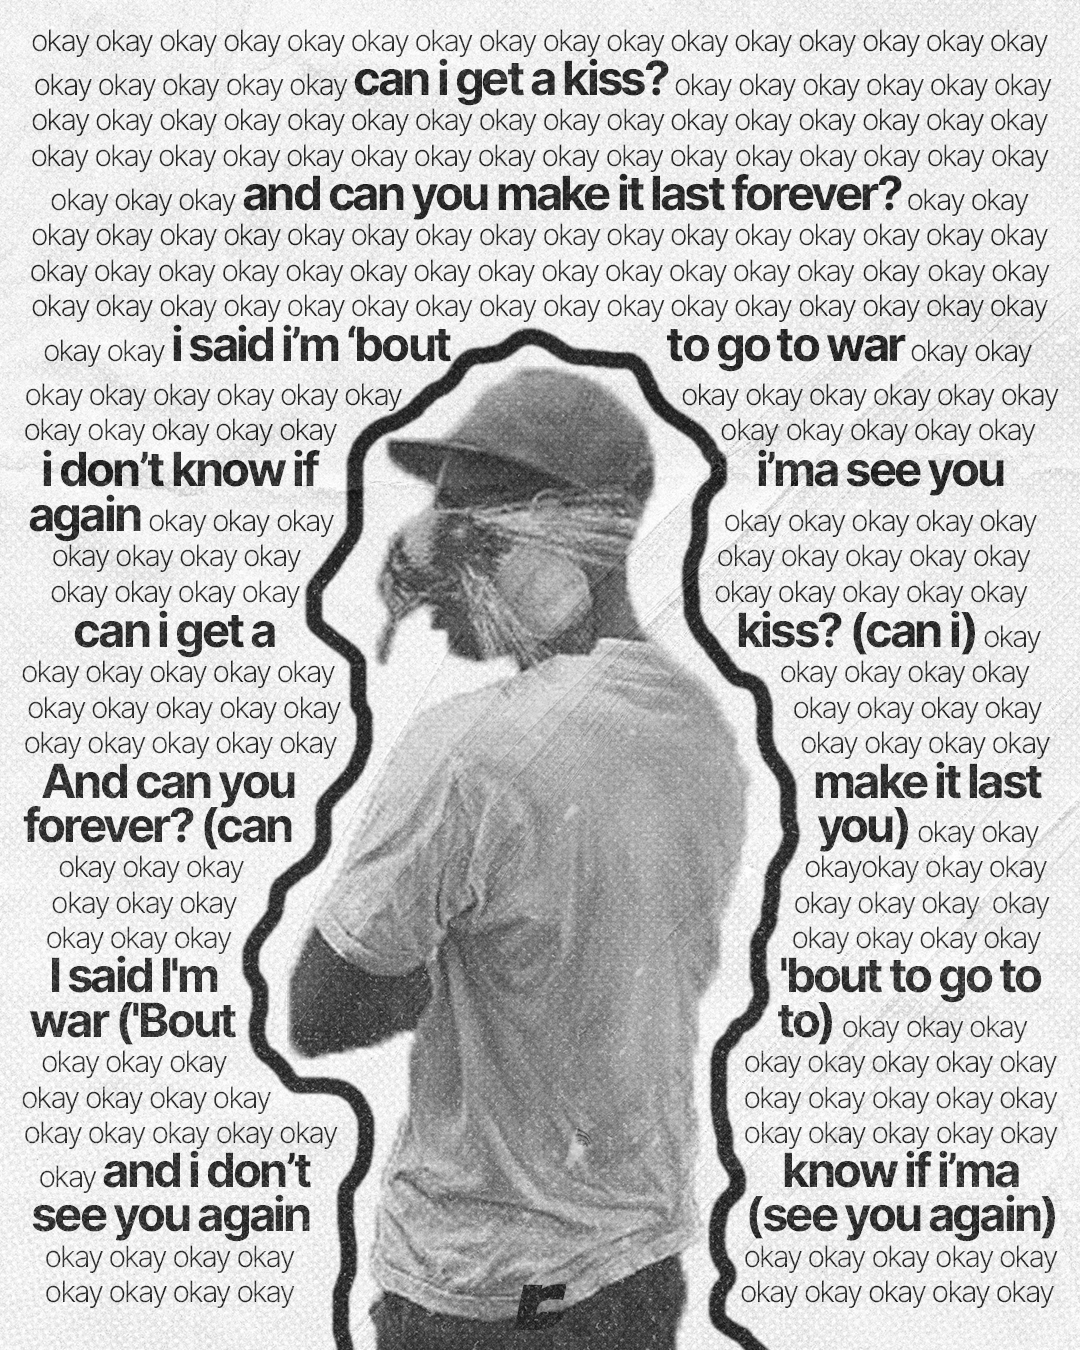 okay okay okay okay okay okay okay okay okay okay okay okay okay okay okay okay
okay okay okay okay okay can i get a kiss? okay okay okay okay okay okay
okay okay okay okay okay okay okay okay okay okay okay okay okay okay okay okay
okay okay okay okay okay okay okay okay okay okay okay okay okay okay okay okay
okay okay okay and can you make it last forever? okay okay
okay okay okay okay okay okay okay okay okay okay okay okay okay okay okay okay
okay okay okay okay okay okay okay okay okay okay okay okay okay okay okay okay
okay okay okay okay okay okay okay okay okay okay okay okay okay okay okay okay
okay okay i said i’m ‘bout to go to war okay okay
okay okay okay okay okay okay okay okay okay okay okay okay
okay okay okay okay okay okay okay okay okay okay
i don’t know if i’ma see you
again okay okay okay okay okay okay okay okay
okay okay okay okay okay okay okay okay okay
okay okay okay okay okay okay okay okay okay
can i get a kiss? (can i) okay
okay okay okay okay okay okay okay okay okay
okay okay okay okay okay okay okay okay okay
okay okay okay okay okay okay okay okay okay
And can you make it last
forever? (can you) okay okay
okay okay okay okayokay okay okay
okay okay okay okay okay okay okay
okay okay okay okay okay okay okay
I said I'm 'bout to go to
war ('Bout to) okay okay okay
okay okay okay okay okay okay okay okay
okay okay okay okay okay okay okay okay okay
okay okay okay okay okay okay okay okay okay okay
okay and i don’t know if i’ma
see you again (see you again)
okay okay okay okay okay okay okay okay okay
okay okay okay okay okay okay okay okay okay